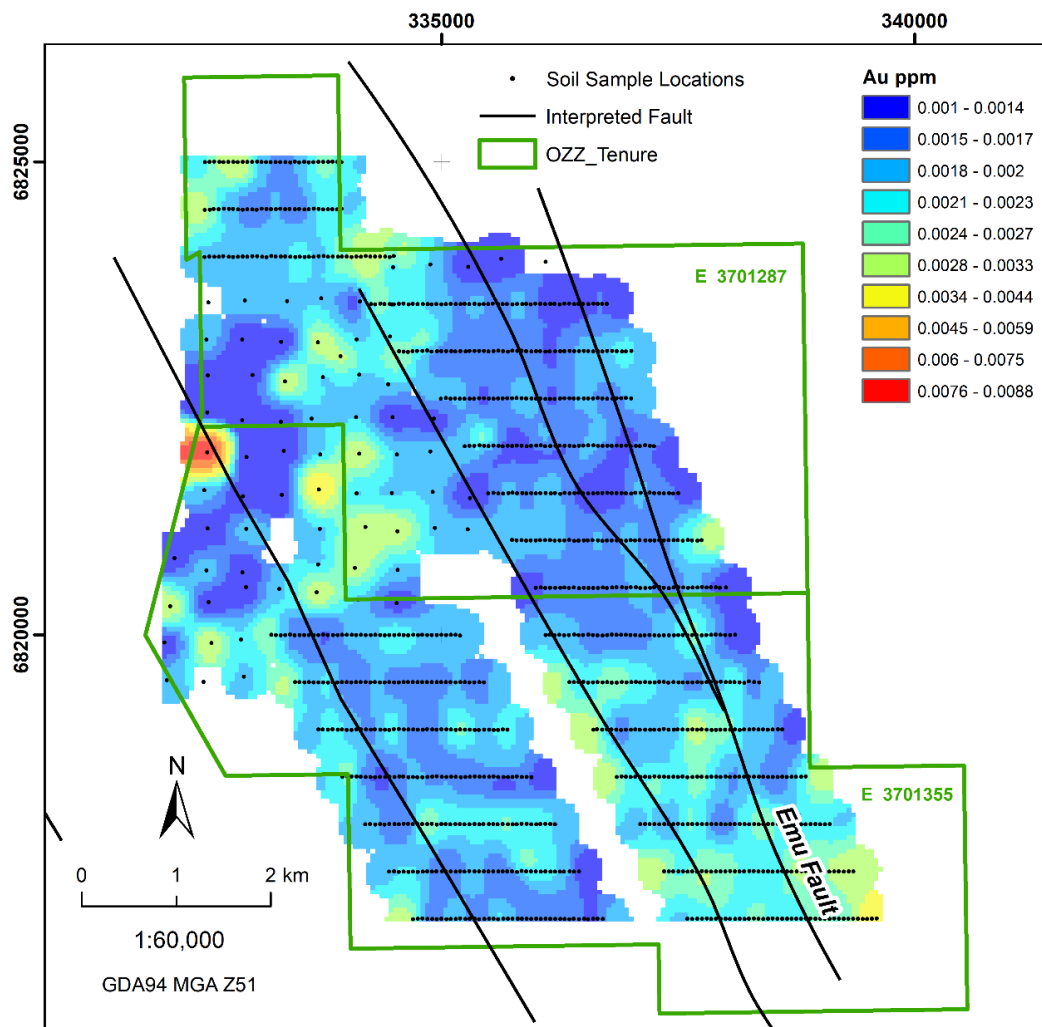 335000
340000
6825000
6820000
Soil Sample Locations
Interpreted Fault
OZZ_Tenure
Au ppm
0.001 - 0.0014
0.0015 - 0.0017
0.0018 - 0.002
0.0021 - 0.0023
0.0024 - 0.0027
0.0028 - 0.0033
0.0034 - 0.0044
0.0045 - 0.0059
0.006 - 0.0075
0.0076 - 0.0088
E 3701287
E 3701355
Emu Fault
N
0 1 2 km
1:60,000
GDA94 MGA Z51